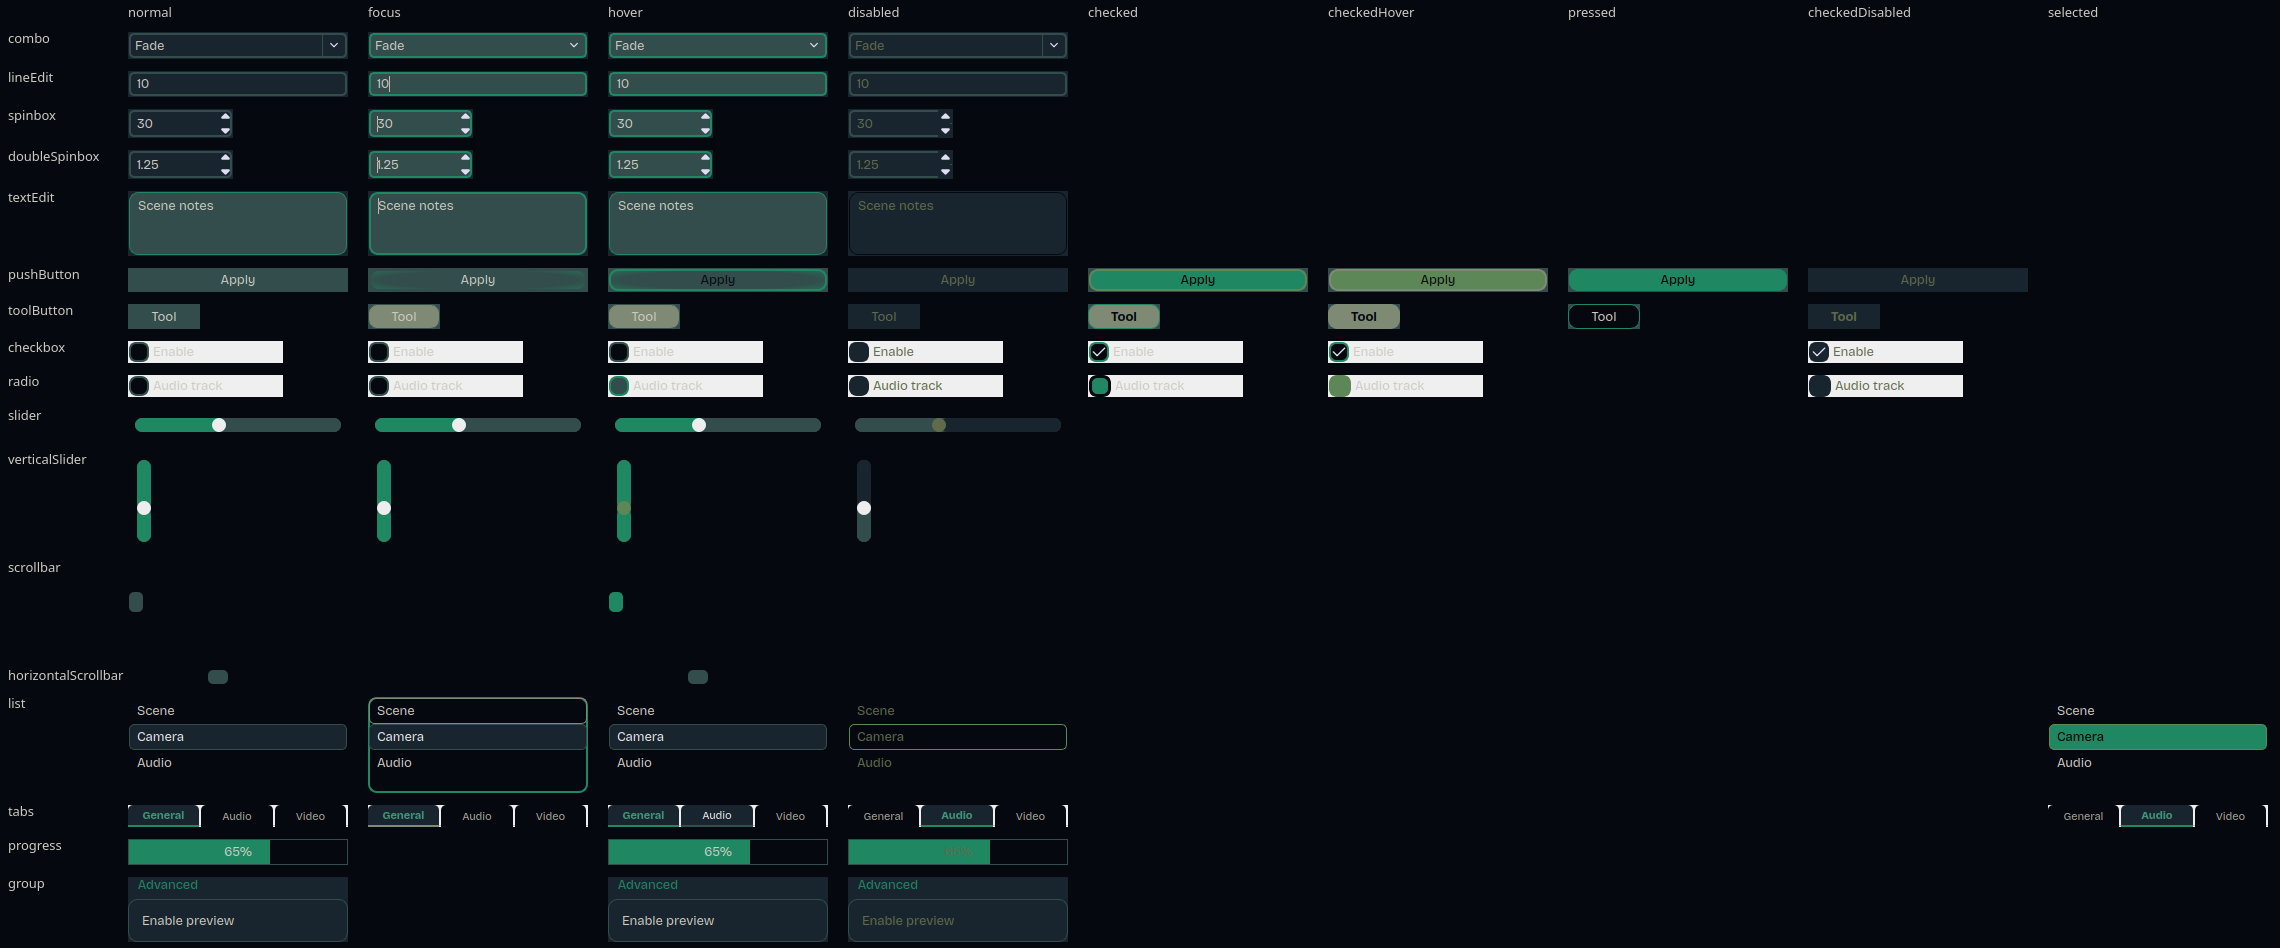 normal focus hover disabled checked checkedHover pressed checkedDisabled selected
combo Fade Fade Fade Fade
lineEdit 10 10 10 10
spinbox 30 30 30 30
doubleSpinbox 1.25 1.25 1.25 1.25
textEdit Scene notes Scene notes Scene notes Scene notes
pushButton Apply Apply Apply Apply Apply Apply Apply Apply
toolButton Tool Tool Tool Tool Tool Tool Tool Tool
checkbox Enable Enable Enable Enable Enable Enable Enable
radio Audio track Audio track Audio track Audio track Audio track Audio track Audio track
slider
verticalSlider
scrollbar
horizontalScrollbar
list Scene Scene Scene Scene Scene
Camera Camera Camera Camera Camera
Audio Audio Audio Audio Audio
tabs General Audio Video General Audio Video General Audio Video General Audio Video General Audio Video
progress 65% 65%
group Advanced Advanced Advanced
Enable preview Enable preview Enable preview